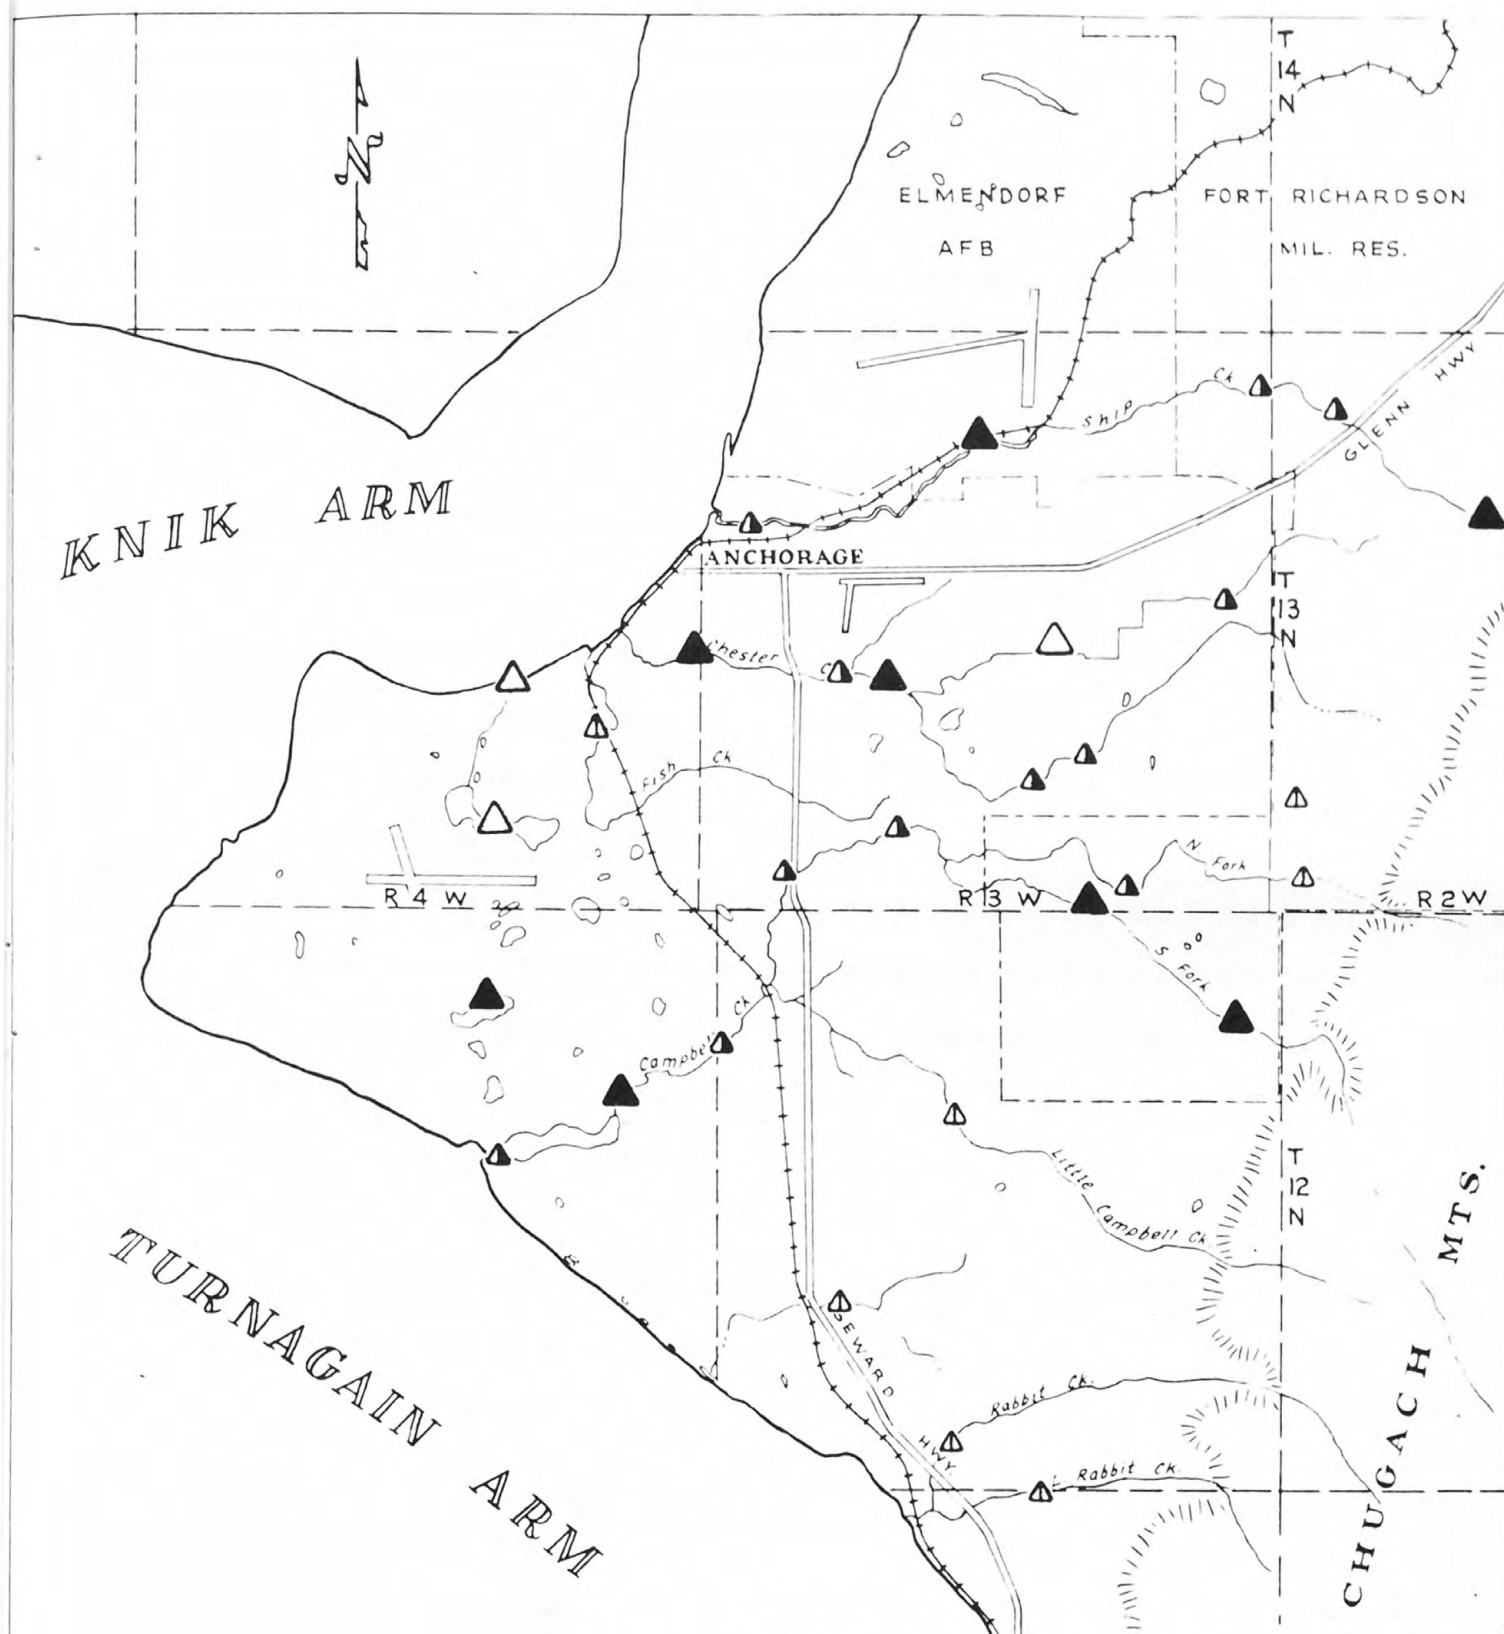 T
14
N
N
ELMENDORF
AFB
FORT RICHARDSON
MIL. RES.
Ship Ck
GLENN HWY
KNIK ARM
ANCHORAGE
T
13
N
Chester C
D
Fish Ck
N Fork
R 4 W
R 3 W
R 2 W
S Fork
Campbell Ck
Little Campbell Ck.
T
12
N
TURNAGAIN ARM
SEWARD HWY
Rabbit Ck.
L Rabbit Ck.
CHUGACH MTS.